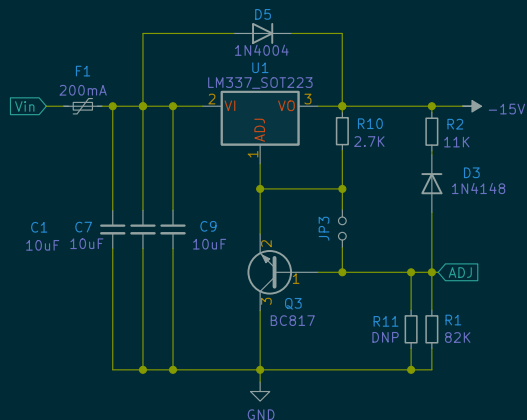 D5
1N4004
F1
200mA
U1
LM337_SOT223
Vin
2
VI
VO
3
-15V
ADJ
1
R10
2.7K
R2
11K
D3
1N4148
C1
10uF
C7
10uF
C9
10uF
JP3
2
1
3
Q3
BC817
ADJ
R11
DNP
R1
82K
GND